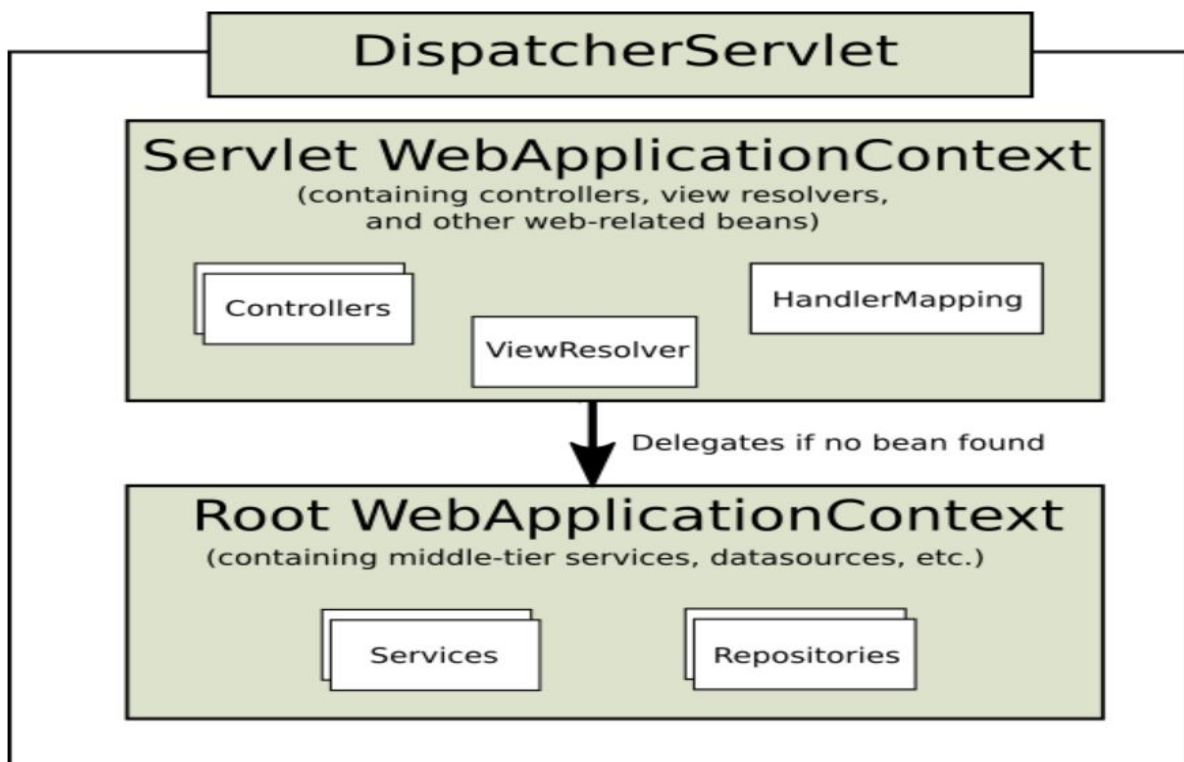 DispatcherServlet
Servlet WebApplicationContext
(containing controllers, view resolvers,
and other web-related beans)
Controllers
HandlerMapping
ViewResolver
Delegates if no bean found
Root WebApplicationContext
(containing middle-tier services, datasources, etc.)
Services
Repositories